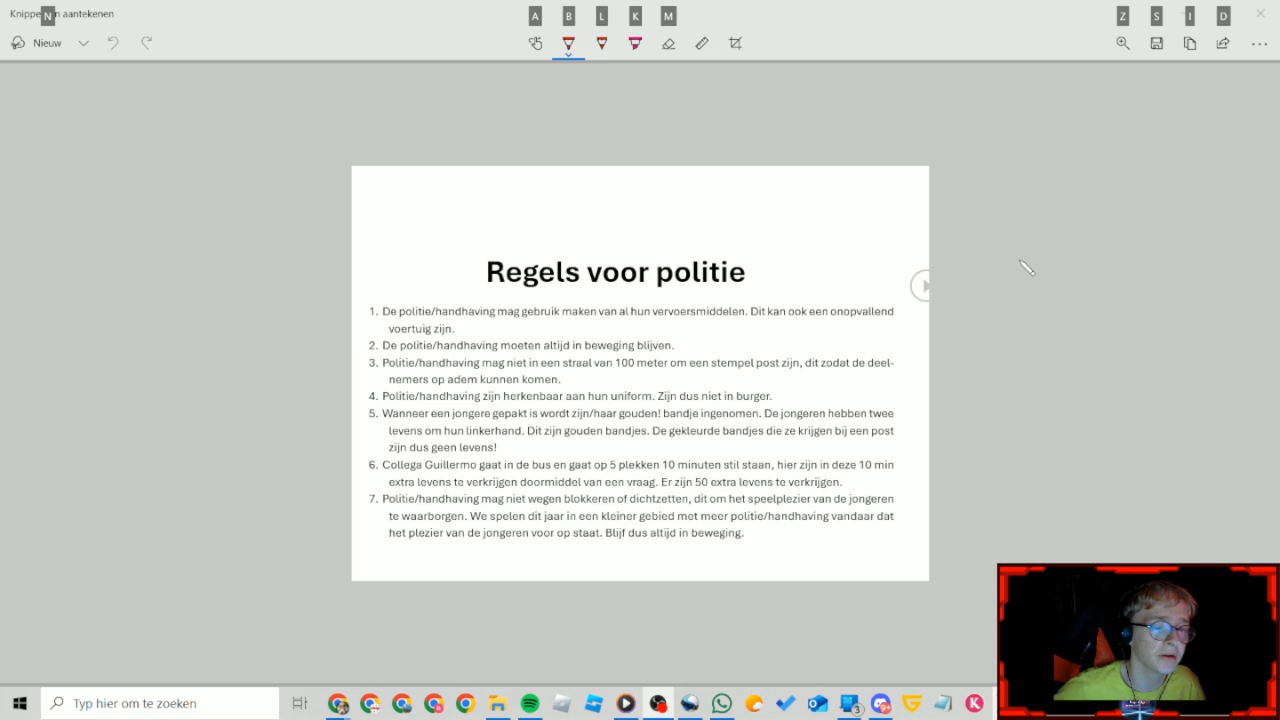 Knippe
n aantekenen
N
A
B
L
K
M
Z
S
I
D
Nieuw
Regels voor politie
1. De politie/handhaving mag gebruik maken van al hun vervoersmiddelen. Dit kan ook een onopvallend
voertuig zijn.
2. De politie/handhaving moeten altijd in beweging blijven.
3. Politie/handhaving mag niet in een straal van 100 meter om een stempel post zijn, dit zodat de deel-
nemers op adem kunnen komen.
4. Politie/handhaving zijn herkenbaar aan hun uniform. Zijn dus niet in burger.
5. Wanneer een jongere gepakt is wordt zijn/haar gouden! bandje ingenomen. De jongeren hebben twee
levens om hun linkerhand. Dit zijn gouden bandjes. De gekleurde bandjes die ze krijgen bij een post
zijn dus geen levens!
6. Collega Guillermo gaat in de bus en gaat op 5 plekken 10 minuten stil staan, hier zijn in deze 10 min
extra levens te verkrijgen doormiddel van een vraag. Er zijn 50 extra levens te verkrijgen.
7. Politie/handhaving mag niet wegen blokkeren of dichtzetten, dit om het speelplezier van de jongeren
te waarborgen. We spelen dit jaar in een kleiner gebied met meer politie/handhaving vandaar dat
het plezier van de jongeren voor op staat. Blijf dus altijd in beweging.
Typ hier om te zoeken
3
K